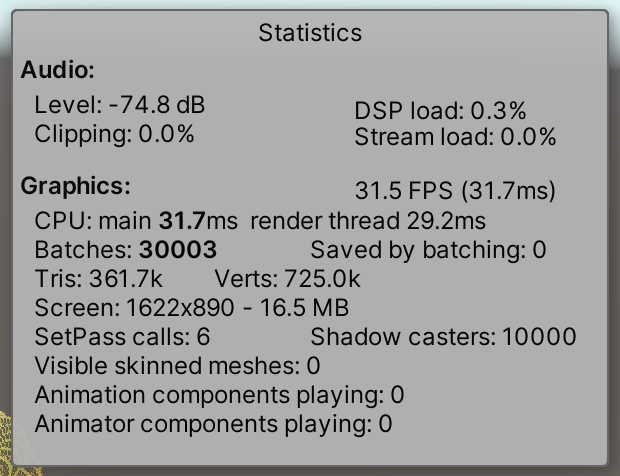 Statistics
Audio:
Level: -74.8 dB
DSP load: 0.3%
Clipping: 0.0%
Stream load: 0.0%
Graphics:
31.5 FPS (31.7ms)
CPU: main 31.7ms render thread 29.2ms
Batches: 30003 Saved by batching: 0
Tris: 361.7k Verts: 725.0k
Screen: 1622x890 - 16.5 MB
SetPass calls: 6 Shadow casters: 10000
Visible skinned meshes: 0
Animation components playing: 0
Animator components playing: 0